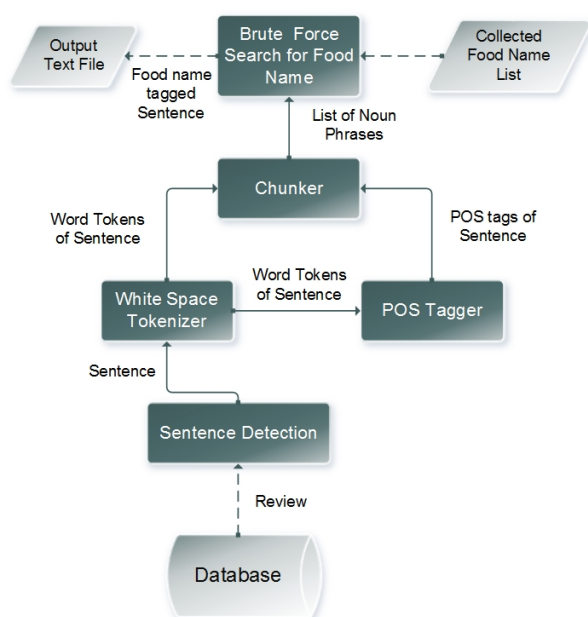 Output
Text File
Brute Force
Search for Food
Name
Collected
Food Name
List
Food name
tagged
Sentence
List of Noun
Phrases
Chunker
Word Tokens
of Sentence
POS tags of
Sentence
Word Tokens
of Sentence
White Space
Tokenizer
POS Tagger
Sentence
Sentence Detection
Review
Database